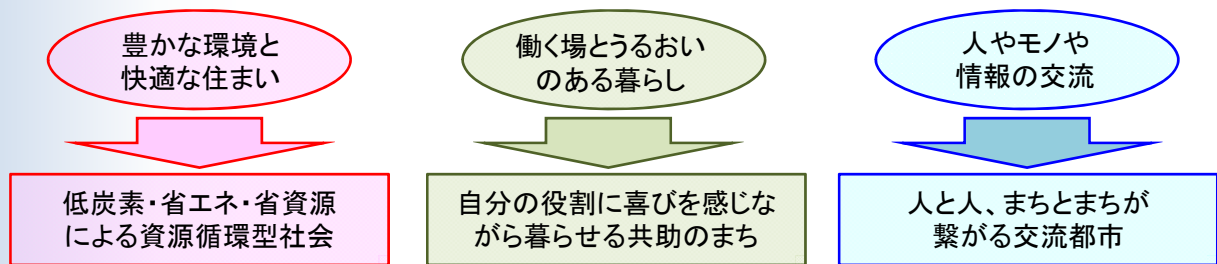 豊かな環境と
快適な住まい
働く場とうるおい
のある暮らし
人やモノや
情報の交流
低炭素・省エネ・省資源
による資源循環型社会
自分の役割に喜びを感じな
がら暮らせる共助のまち
人と人、まちとまちが
繋がる交流都市